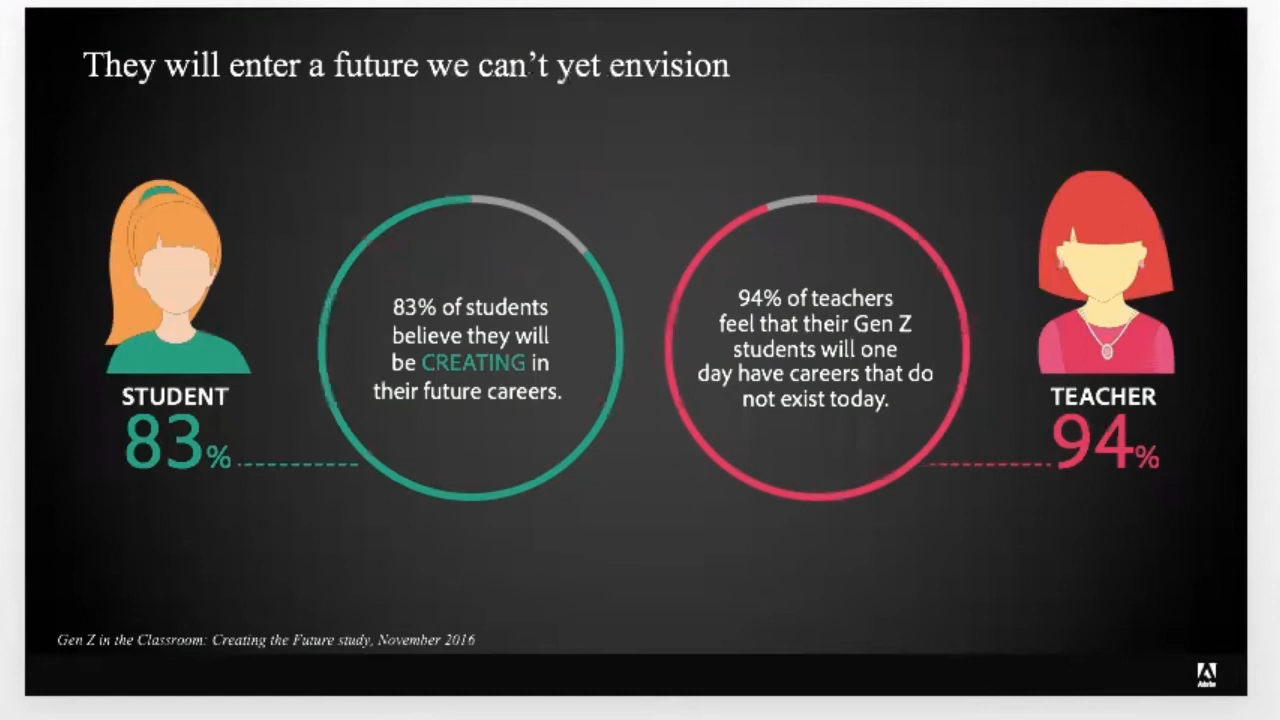 They will enter a future we can't yet envision
83% of students
believe they will
be CREATING in
their future careers.
94% of teachers
feel that their Gen Z
students will one
day have careers that do
not exist today.
STUDENT
83%
TEACHER
94%
Gen Z in the Classroom: Creating the Future study, November 2016
Adobe